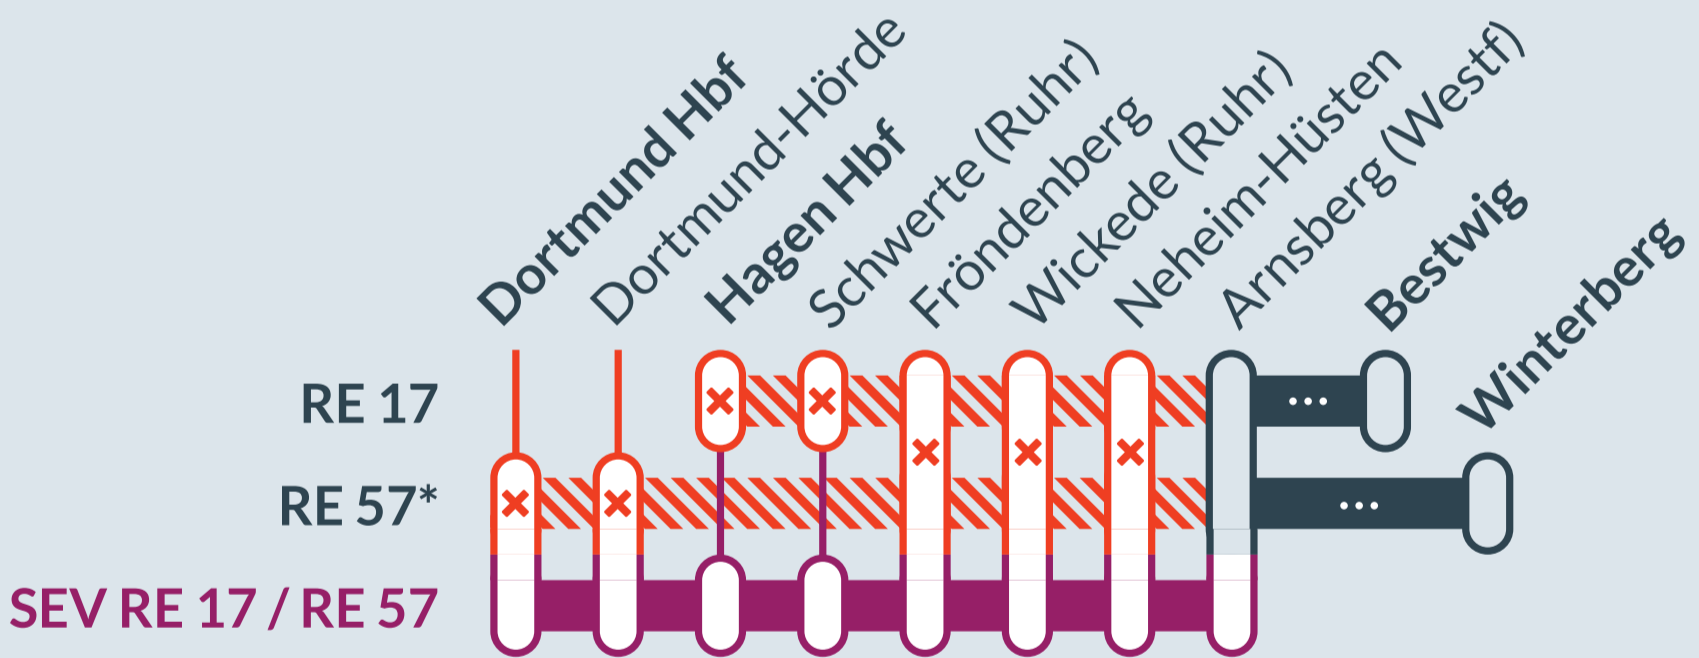 Dortmund Hbf
Dortmund-Hörde
Hagen Hbf
Schwerte (Ruhr)
Fröndenberg
Wickede (Ruhr)
Neheim-Hüsten
Arnsberg (Westf)
Bestwig
Winterberg
RE 17
...
RE 57*
...
SEV RE 17 / RE 57